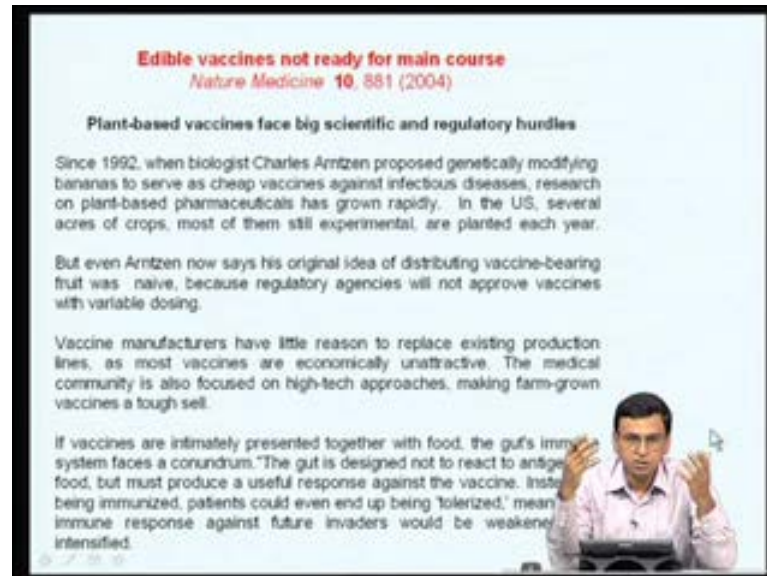 Edible vaccines not ready for main course
Nature Medicine 10, 881 (2004)
Plant-based vaccines face big scientific and regulatory hurdles
Since 1992, when biologist Charles Arntzen proposed genetically modifying
bananas to serve as cheap vaccines against infectious diseases, research
on plant-based pharmaceuticals has grown rapidly. In the US, several
acres of crops, most of them still experimental, are planted each year.
But even Arntzen now says his original idea of distributing vaccine-bearing
fruit was naive, because regulatory agencies will not approve vaccines
with variable dosing.
Vaccine manufacturers have little reason to replace existing production
lines, as most vaccines are economically unattractive. The medical
community is also focused on high-tech approaches, making farm-grown
vaccines a tough sell.
If vaccines are intimately presented together with food, the gut's
system faces a conundrum."The gut is designed not to react to
food, but must produce a useful response against the vaccine.
being immunized, patients could even end up being 'tolerized,'
immune response against future invaders would be
intensified.